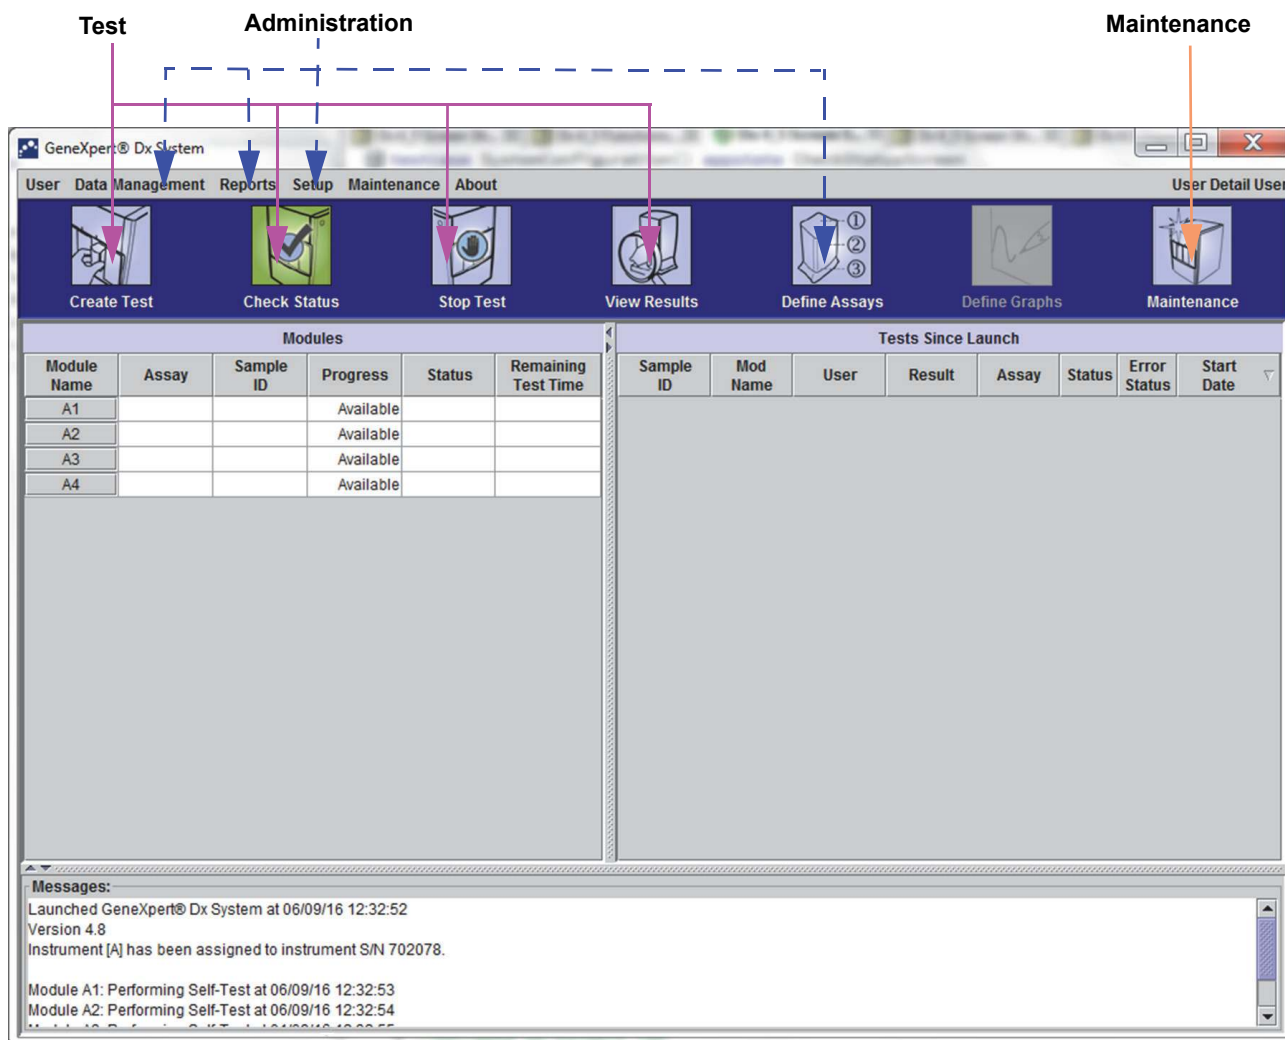 Test Administration Maintenance
GeneXpert® Dx System
User Data Management Reports Setup Maintenance About User Detail User
Create Test Check Status Stop Test View Results Define Assays Define Graphs Maintenance
Modules
Module Name Assay Sample ID Progress Status Remaining Test Time
A1 Available
A2 Available
A3 Available
A4 Available
Tests Since Launch
Sample ID Mod Name User Result Assay Status Error Status Start Date
Messages:
Launched GeneXpert® Dx System at 06/09/16 12:32:52
Version 4.8
Instrument [A] has been assigned to instrument S/N 702078.
Module A1: Performing Self-Test at 06/09/16 12:32:53
Module A2: Performing Self-Test at 06/09/16 12:32:54